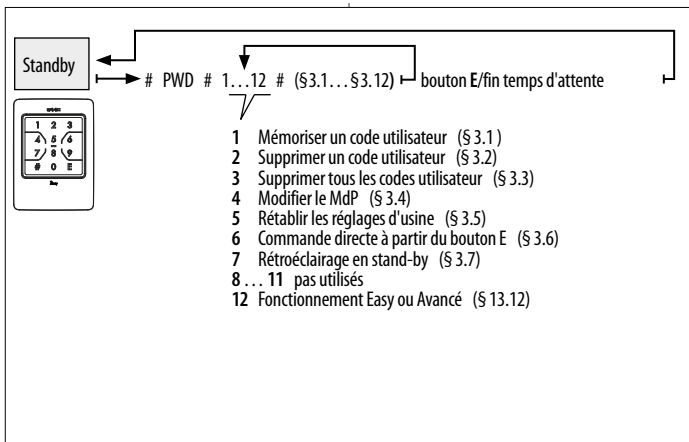 Standby
# PWD # 1...12 # (§3.1...§3.12) bouton E/fin temps d'attente
1 2 3
4 5 6
7 8 9
# 0 E
1 Mémoriser un code utilisateur (§ 3.1 )
2 Supprimer un code utilisateur (§ 3.2)
3 Supprimer tous les codes utilisateur (§ 3.3)
4 Modifier le MdP (§ 3.4)
5 Rétablir les réglages d'usine (§ 3.5)
6 Commande directe à partir du bouton E (§ 3.6)
7 Rétroéclairage en stand-by (§ 3.7)
8 ... 11 pas utilisés
12 Fonctionnement Easy ou Avancé (§ 13.12)